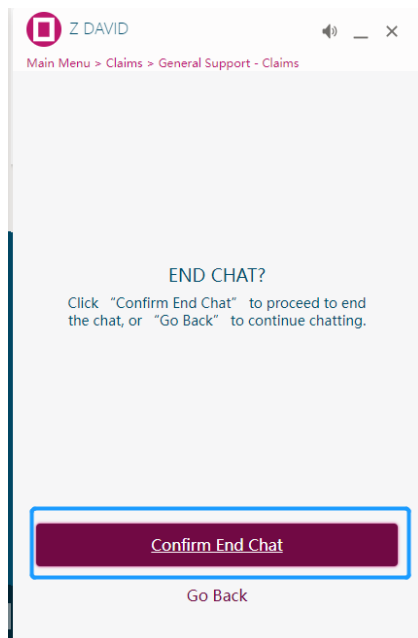 Z DAVID
Main Menu > Claims > General Support - Claims
END CHAT?
Click “Confirm End Chat” to proceed to end
the chat, or “Go Back” to continue chatting.
Confirm End Chat
Go Back